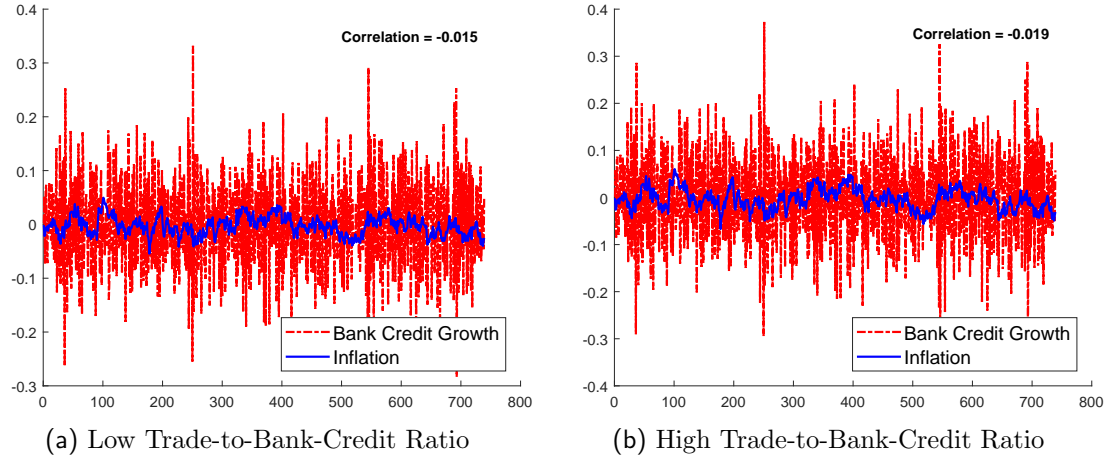 0.4
0.3
0.2
0.1
0
-0.1
-0.2
-0.3
0 100 200 300 400 500 600 700 800
Correlation = -0.015
Bank Credit Growth
Inflation
(a) Low Trade-to-Bank-Credit Ratio
0.4
0.3
0.2
0.1
0
-0.1
-0.2
-0.3
-0.4
0 100 200 300 400 500 600 700 800
Correlation = -0.019
Bank Credit Growth
Inflation
(b) High Trade-to-Bank-Credit Ratio